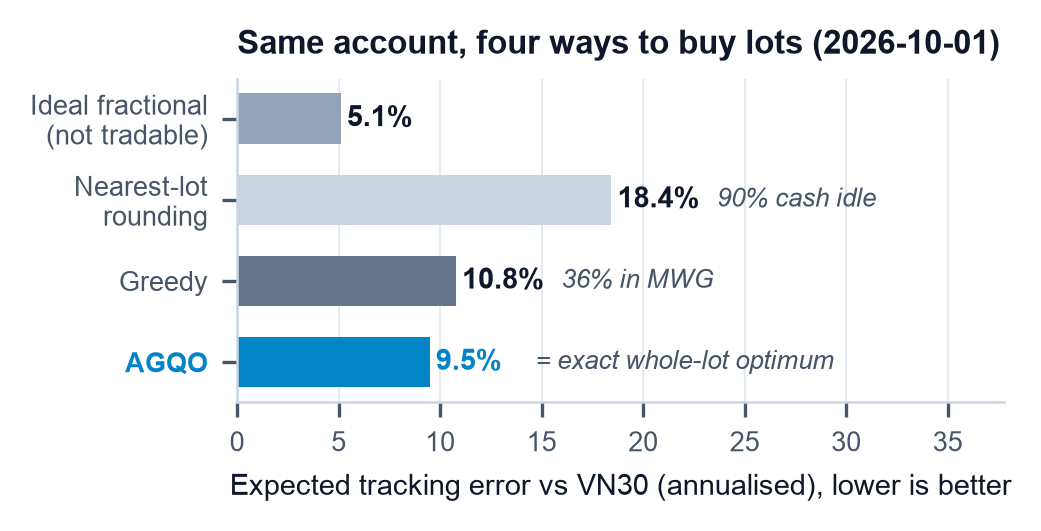 Same account, four ways to buy lots (2026-10-01)
Ideal fractional
(not tradable)
5.1%
Nearest-lot
rounding
18.4% 90% cash idle
Greedy
10.8% 36% in MWG
AGQO
9.5% = exact whole-lot optimum
0 5 10 15 20 25 30 35
Expected tracking error vs VN30 (annualised), lower is better